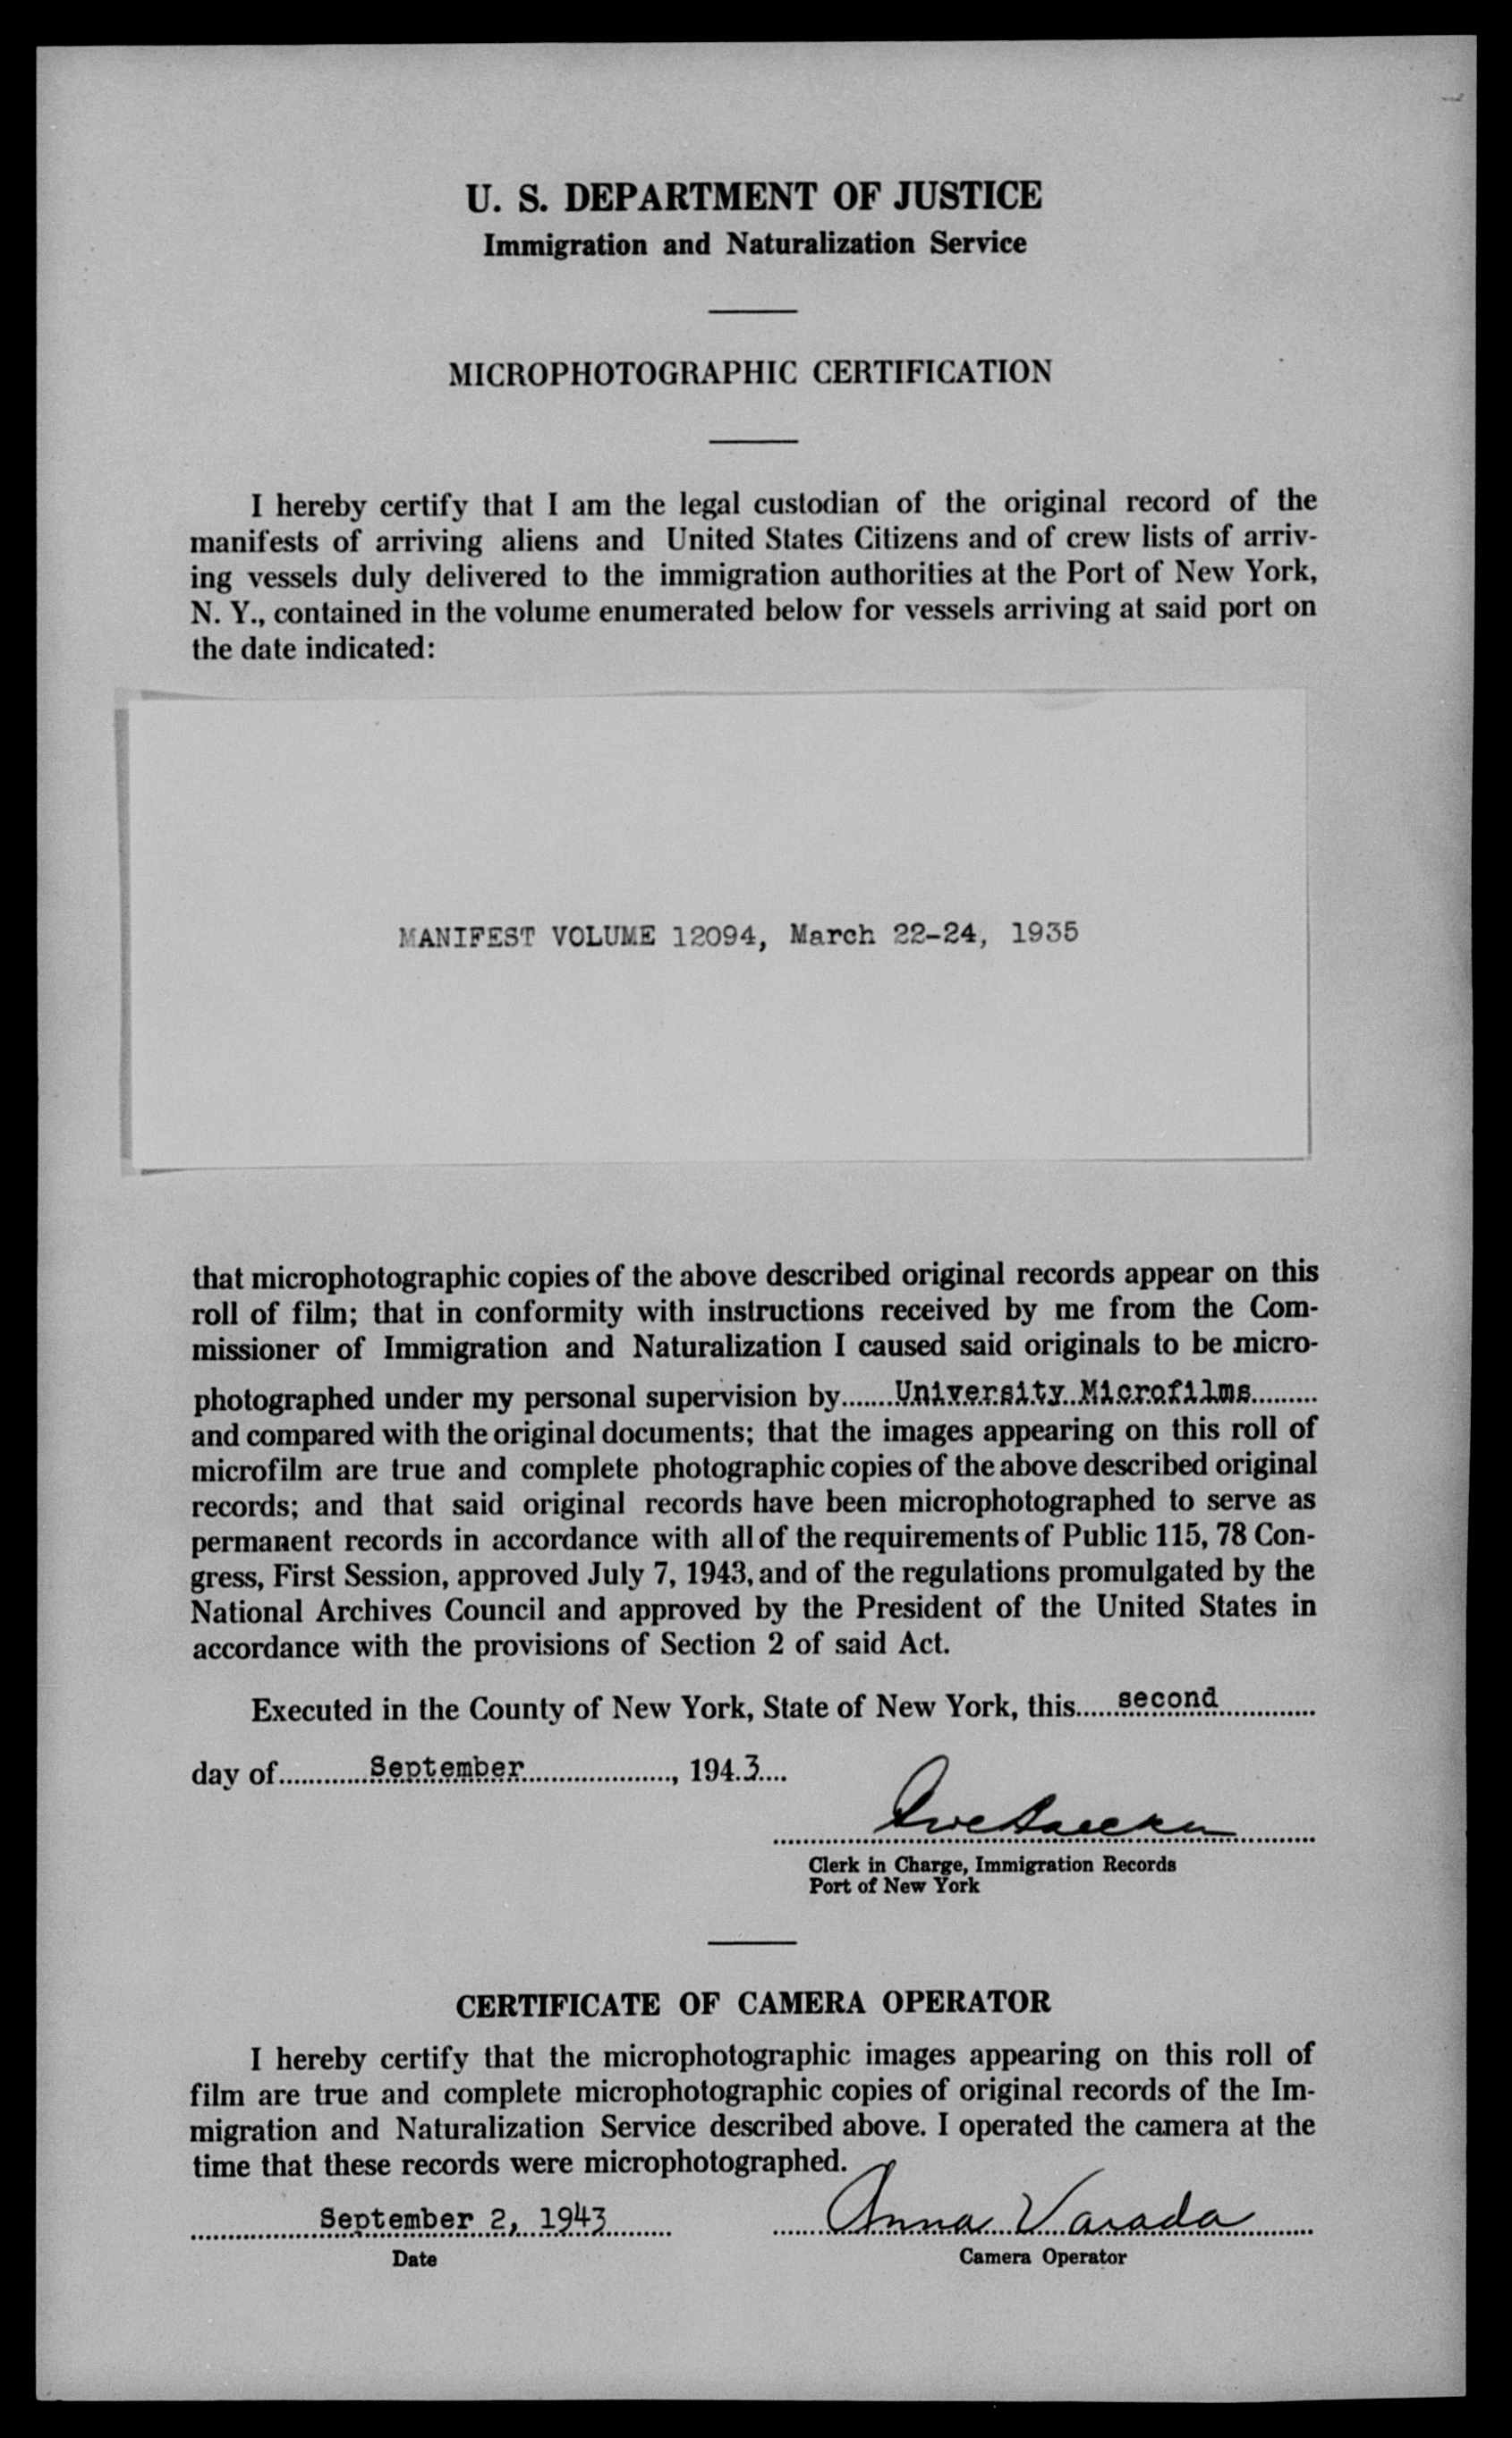 U. S. DEPARTMENT OF JUSTICE
Immigration and Naturalization Service
MICROPHOTOGRAPHIC CERTIFICATION
I hereby certify that I am the legal custodian of the original record of the
manifests of arriving aliens and United States Citizens and of crew lists of arriv-
ing vessels duly delivered to the immigration authorities at the Port of New York,
N. Y., contained in the volume enumerated below for vessels arriving at said port on
the date indicated:
MANIFEST VOLUME 12094, March 22-24, 1935
that microphotographic copies of the above described original records appear on this
roll of film; that in conformity with instructions received by me from the Com-
missioner of Immigration and Naturalization I caused said originals to be micro-
photographed under my personal supervision by.......University Microfilms.........
and compared with the original documents; that the images appearing on this roll of
microfilm are true and complete photographic copies of the above described original
records; and that said original records have been microphotographed to serve as
permanent records in accordance with all of the requirements of Public 115, 78 Con-
gress, First Session, approved July 7, 1943, and of the regulations promulgated by the
National Archives Council and approved by the President of the United States in
accordance with the provisions of Section 2 of said Act.
Executed in the County of New York, State of New York, this.....second.............
day of............September...................., 194.3....
Clerk in Charge, Immigration Records
Port of New York
CERTIFICATE OF CAMERA OPERATOR
I hereby certify that the microphotographic images appearing on this roll of
film are true and complete microphotographic copies of original records of the Im-
migration and Naturalization Service described above. I operated the camera at the
time that these records were microphotographed.
September 2, 1943 Anna Varada
Date Camera Operator